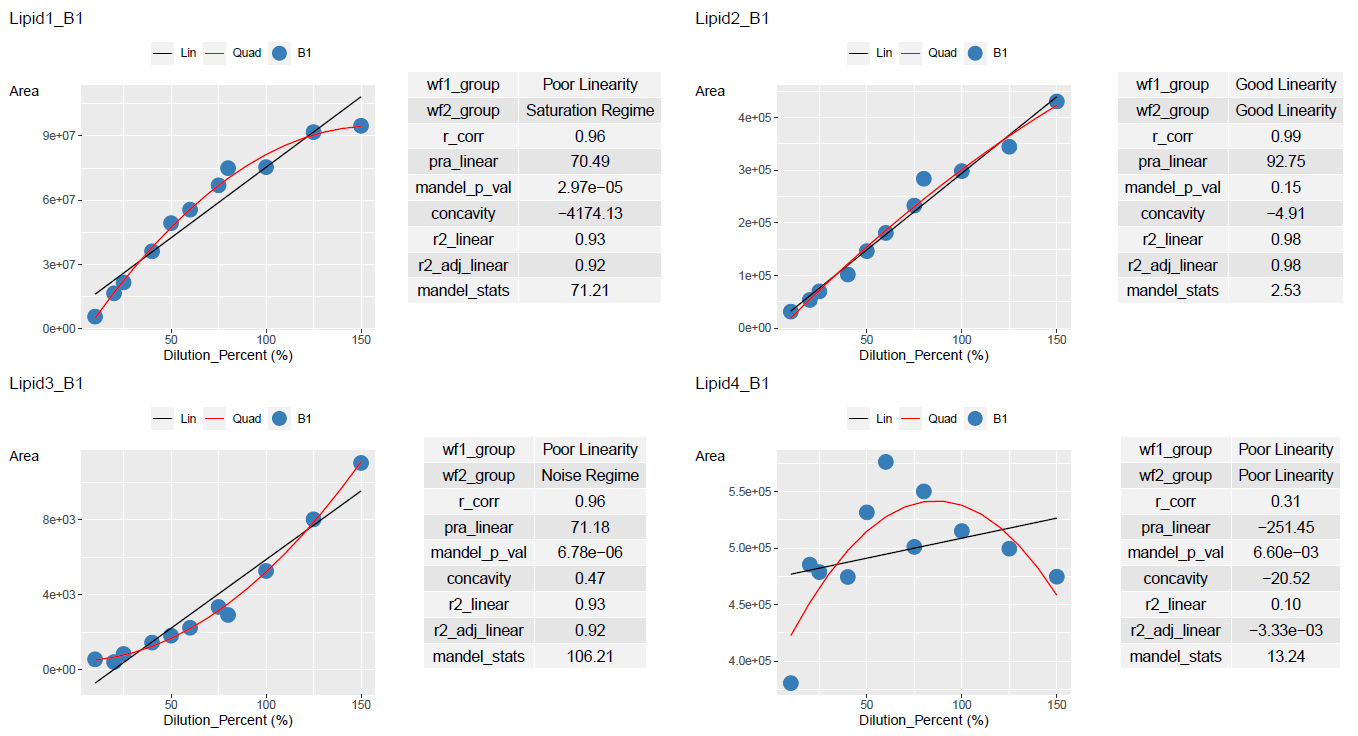 Lipid1_B1
Lin Quad B1
Area
9e+07
6e+07
3e+07
0e+00
50 100 150
Dilution_Percent (%)
wf1_group Poor Linearity
wf2_group Saturation Regime
r_corr 0.96
pra_linear 70.49
mandel_p_val 2.97e−05
concavity −4174.13
r2_linear 0.93
r2_adj_linear 0.92
mandel_stats 71.21
Lipid2_B1
Lin Quad B1
Area
4e+05
3e+05
2e+05
1e+05
0e+00
50 100 150
Dilution_Percent (%)
wf1_group Good Linearity
wf2_group Good Linearity
r_corr 0.99
pra_linear 92.75
mandel_p_val 0.15
concavity −4.91
r2_linear 0.98
r2_adj_linear 0.98
mandel_stats 2.53
Lipid3_B1
Lin Quad B1
Area
8e+03
4e+03
0e+00
50 100 150
Dilution_Percent (%)
wf1_group Poor Linearity
wf2_group Noise Regime
r_corr 0.96
pra_linear 71.18
mandel_p_val 6.78e−06
concavity 0.47
r2_linear 0.93
r2_adj_linear 0.92
mandel_stats 106.21
Lipid4_B1
Lin Quad B1
Area
5.5e+05
5.0e+05
4.5e+05
4.0e+05
50 100 150
Dilution_Percent (%)
wf1_group Poor Linearity
wf2_group Poor Linearity
r_corr 0.31
pra_linear −251.45
mandel_p_val 6.60e−03
concavity −20.52
r2_linear 0.10
r2_adj_linear −3.33e−03
mandel_stats 13.24